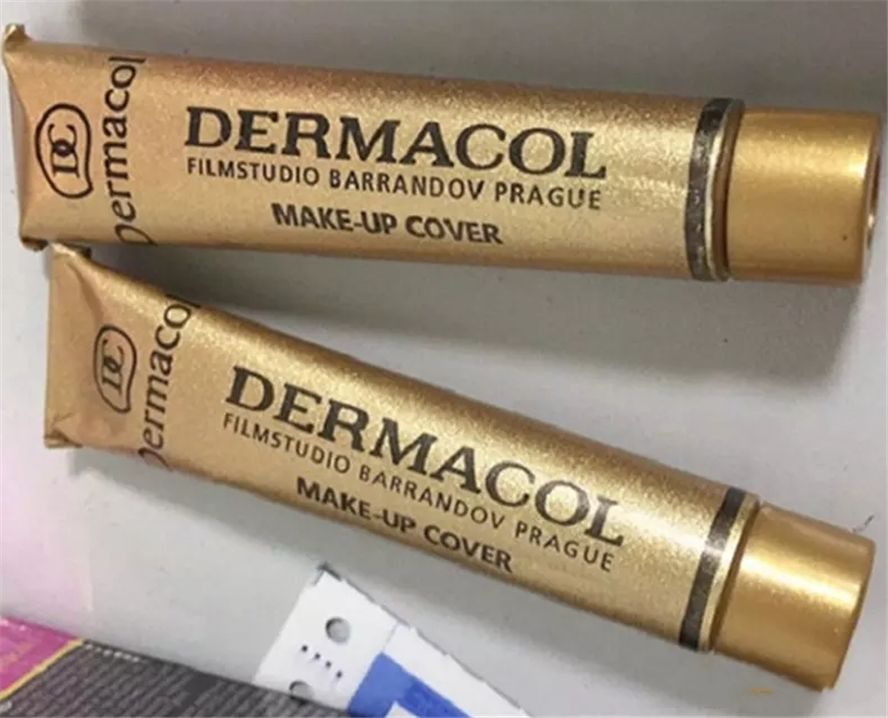 DC
Dermacol
DERMACOL
FILMSTUDIO BARRANDOV PRAGUE
MAKE-UP COVER
DC
Dermacol
DERMACOL
FILMSTUDIO BARRANDOV PRAGUE
MAKE-UP COVER